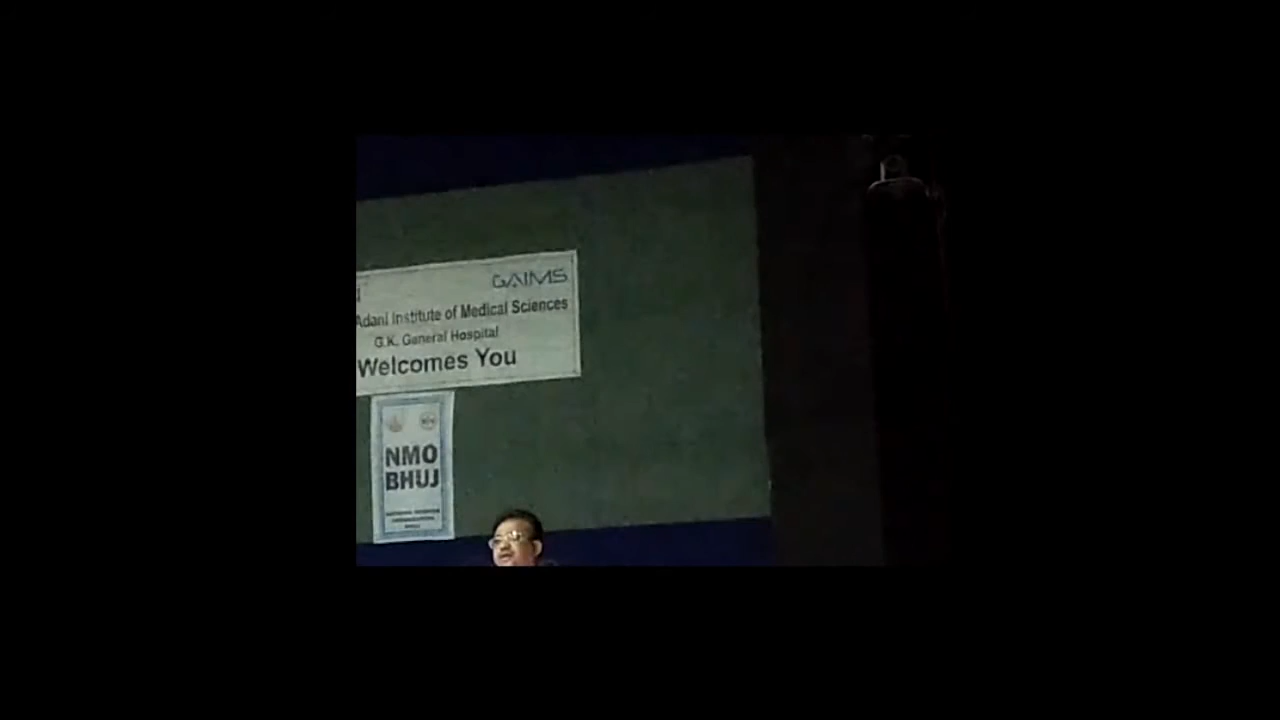 GAIMS
Adani Institute of Medical Sciences
G.K. General Hospital
Welcomes You
NMO
BHUJ